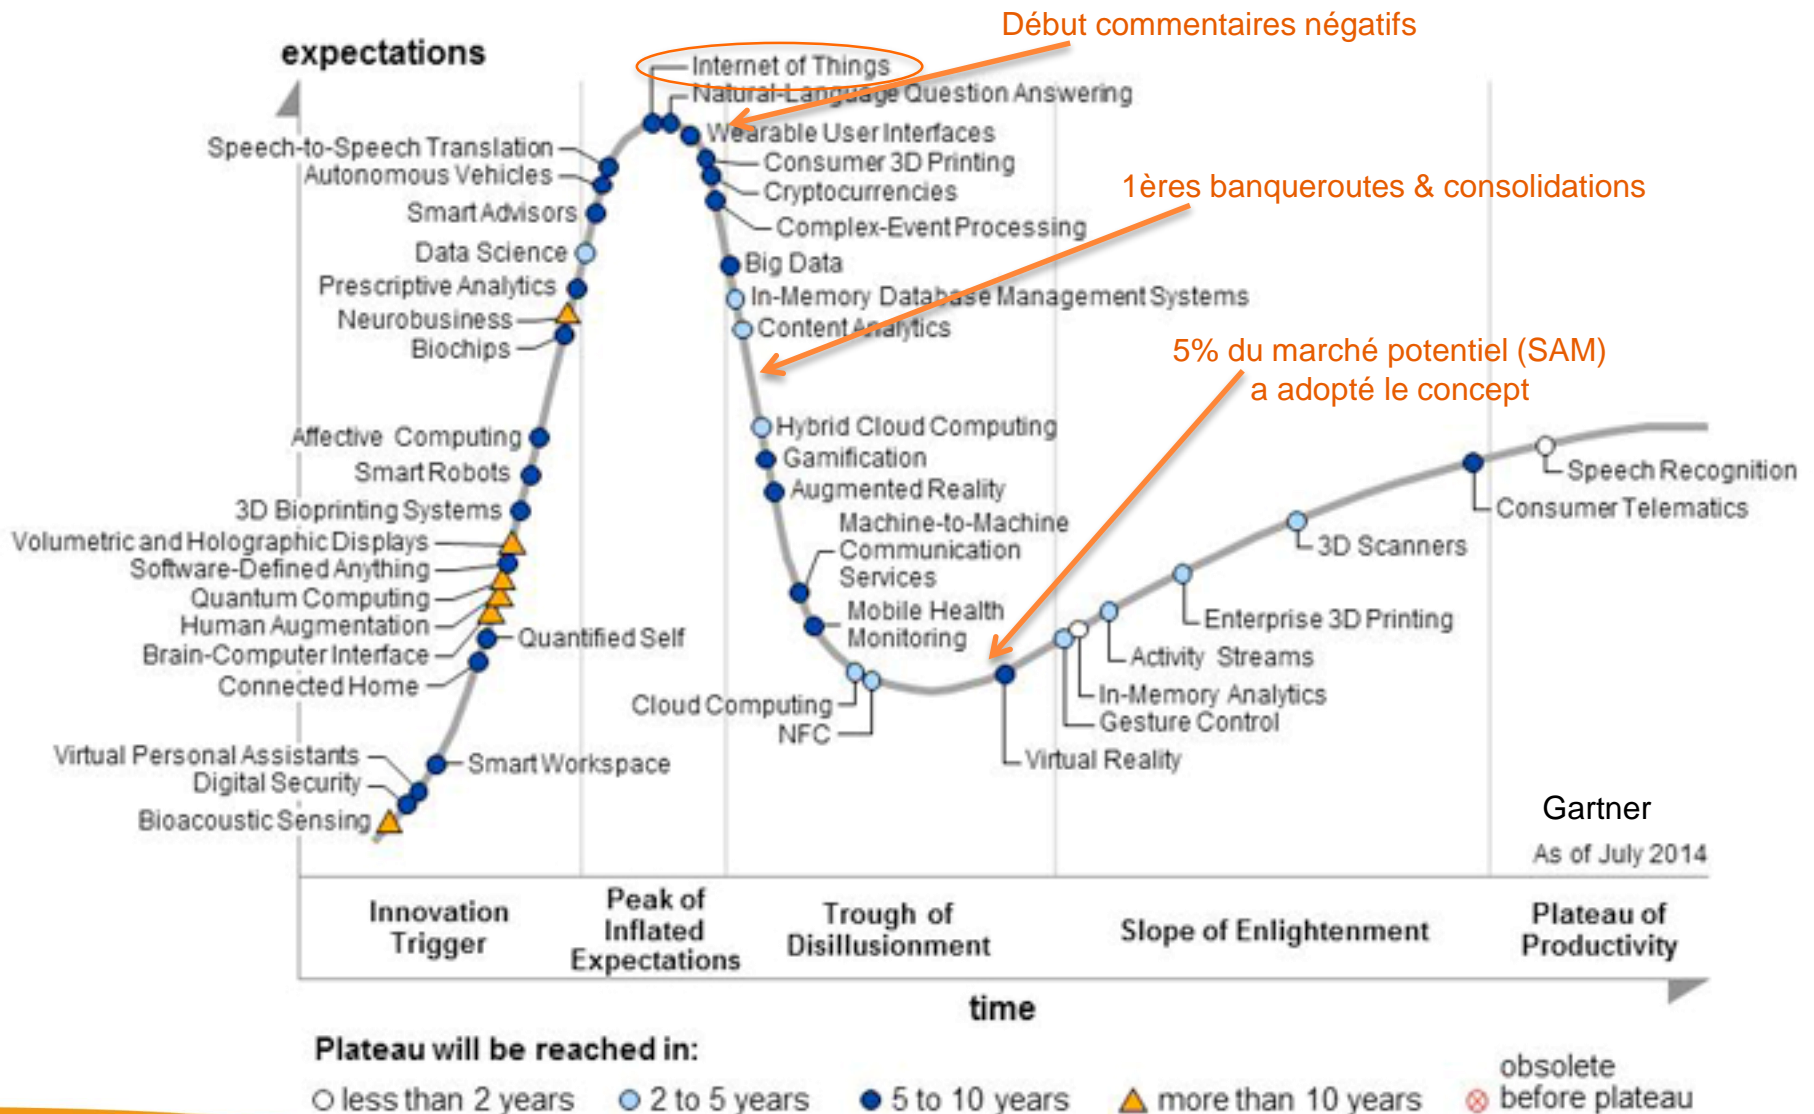 Début commentaires négatifs
expectations
Internet of Things
Natural-Language Question Answering
Wearable User Interfaces
Speech-to-Speech Translation
Consumer 3D Printing
Autonomous Vehicles
Cryptocurrencies
1ères banqueroutes & consolidations
Smart Advisors
Complex-Event Processing
Data Science
Big Data
Prescriptive Analytics
In-Memory Database Management Systems
Neurobusiness
Content Analytics
Biochips
5% du marché potentiel (SAM)
a adopté le concept
Affective Computing
Hybrid Cloud Computing
Smart Robots
Gamification
Speech Recognition
3D Bioprinting Systems
Augmented Reality
Consumer Telematics
Volumetric and Holographic Displays
Machine-to-Machine
Communication
Services
3D Scanners
Software-Defined Anything
Quantum Computing
Human Augmentation
Mobile Health
Monitoring
Enterprise 3D Printing
Quantified Self
Brain-Computer Interface
Activity Streams
Connected Home
In-Memory Analytics
Cloud Computing
Gesture Control
NFC
Virtual Reality
Virtual Personal Assistants
Smart Workspace
Digital Security
Bioacoustic Sensing
Gartner
As of July 2014
Innovation
Trigger
Peak of
Inflated
Expectations
Trough of
Disillusionment
Slope of Enlightenment
Plateau of
Productivity
time
Plateau will be reached in:
less than 2 years
2 to 5 years
5 to 10 years
more than 10 years
obsolete
before plateau